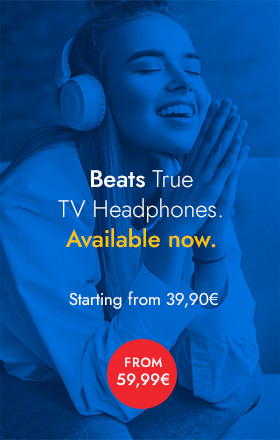 Beats True
TV Headphones.
Available now.
Starting from 39,90€
FROM
59,99€